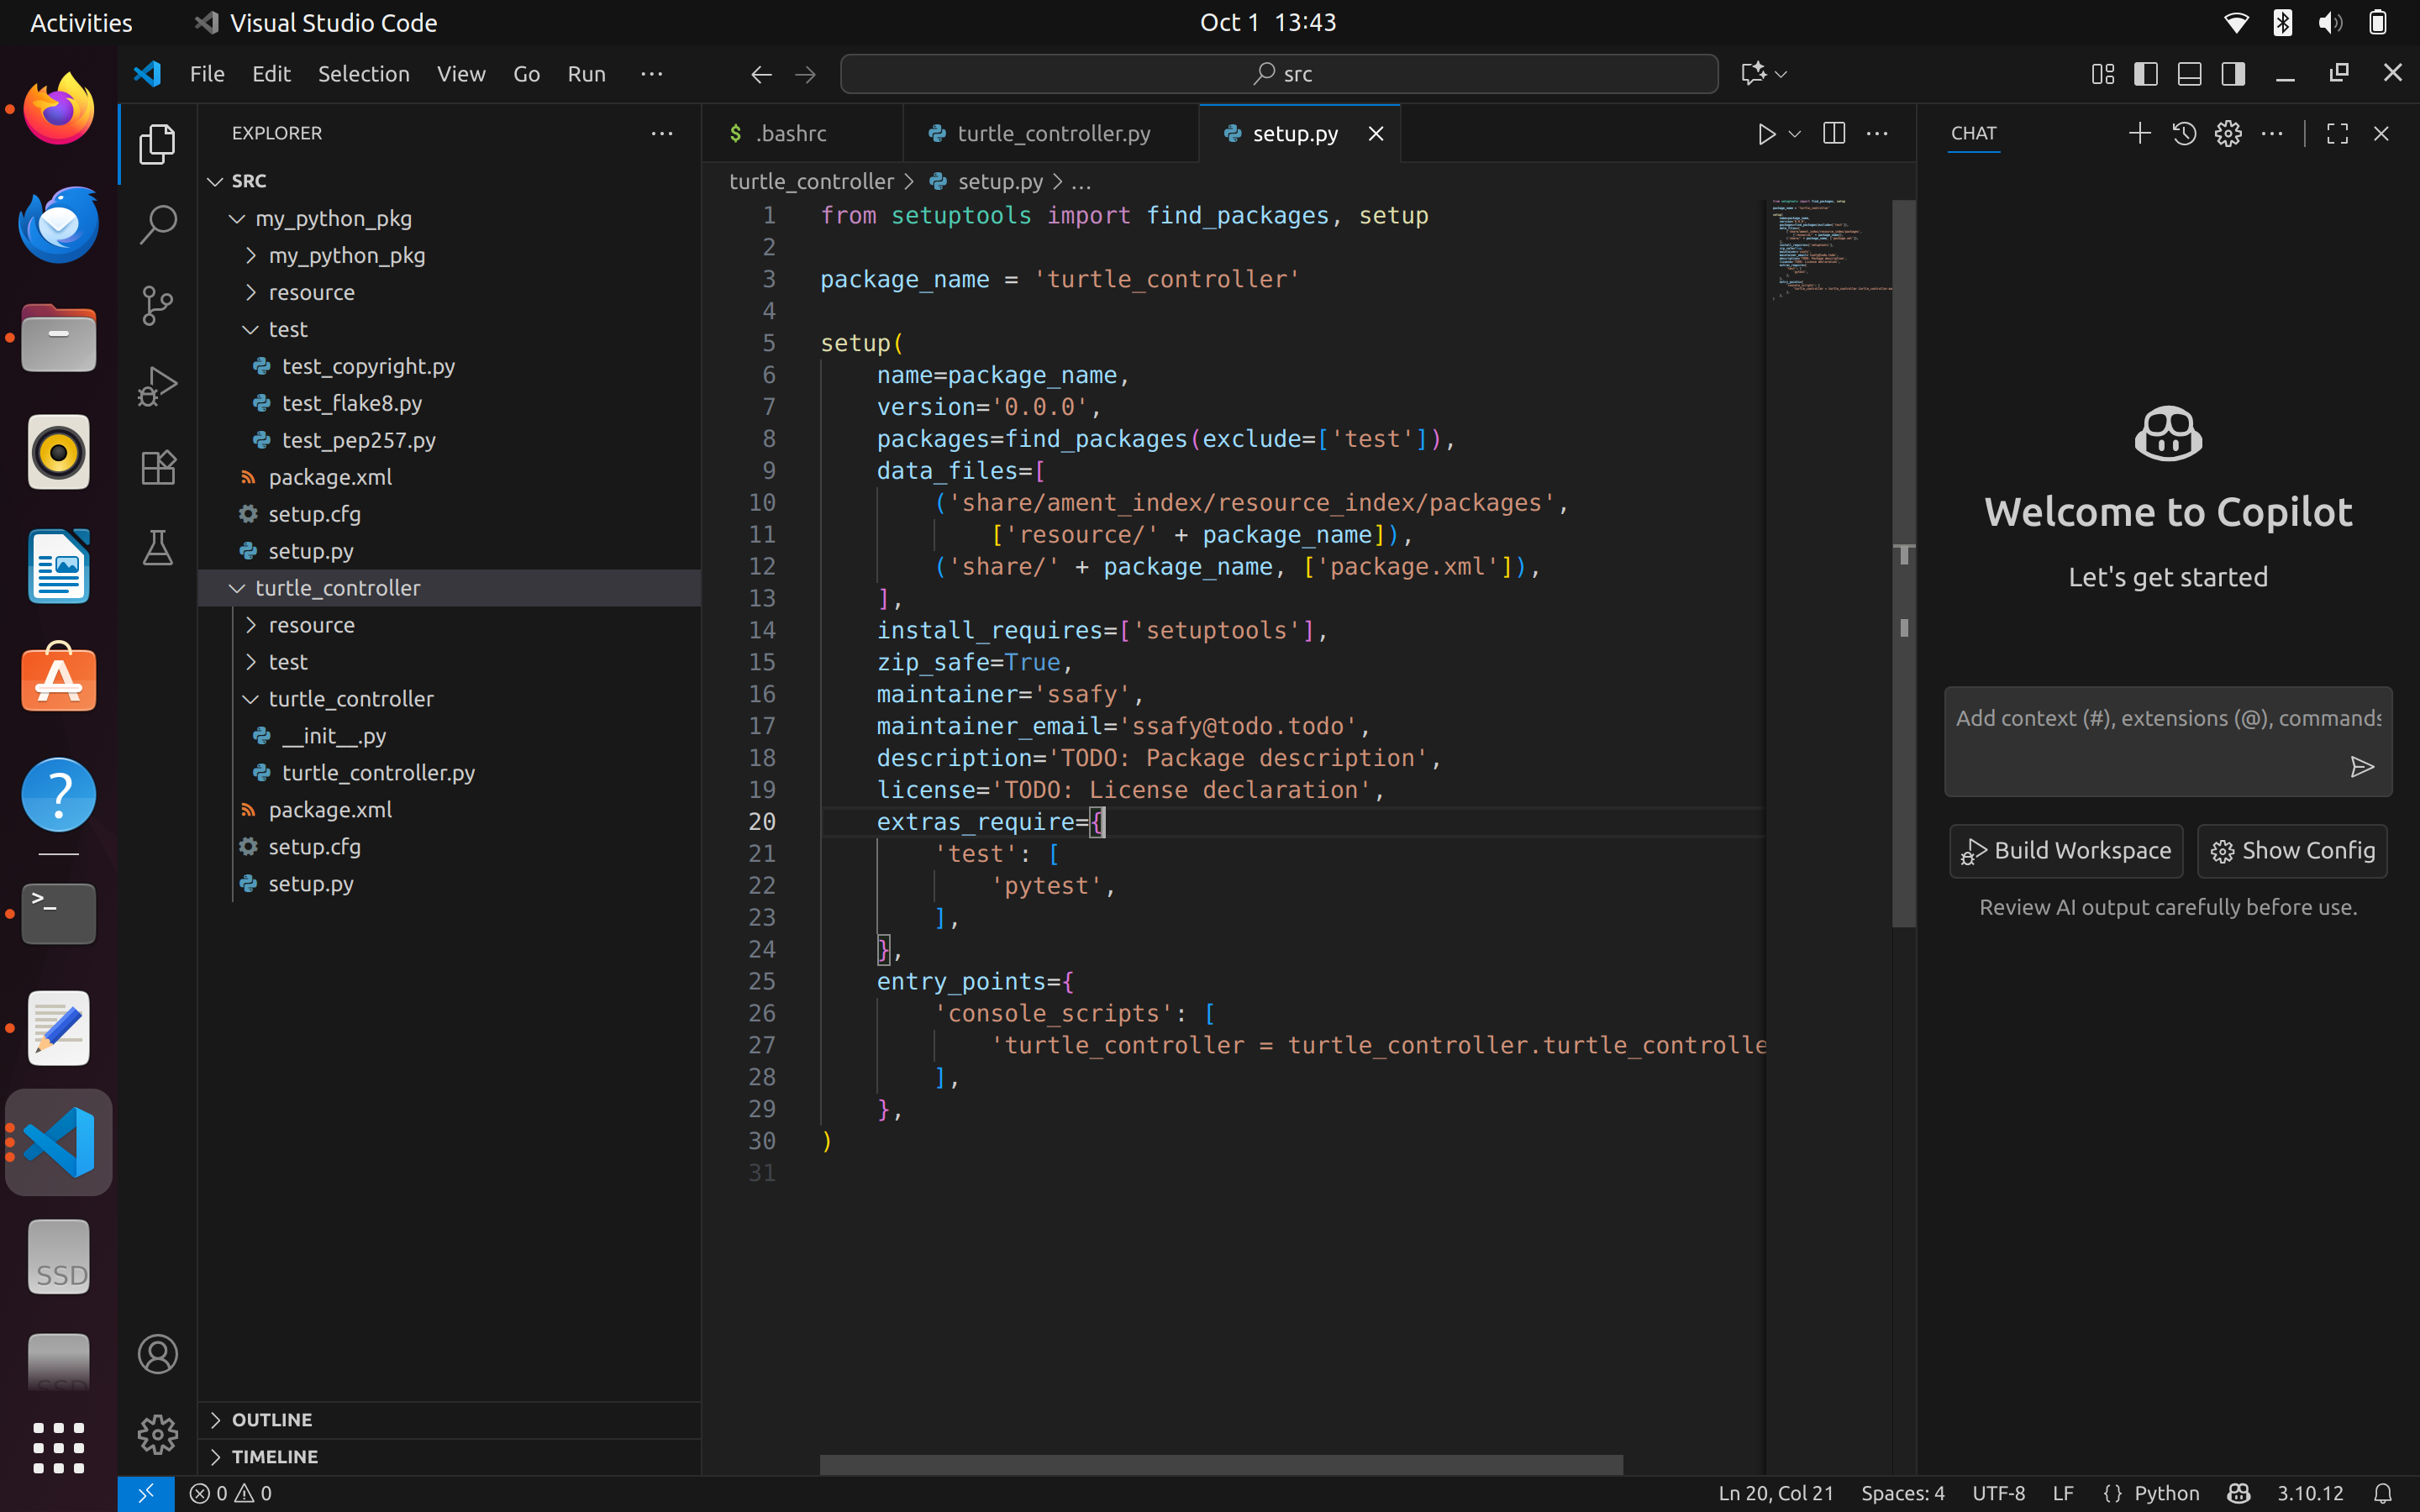 Activities
Visual Studio Code
Oct 1 13:43
File Edit Selection View Go Run ···
src
EXPLORER
SRC
my_python_pkg
my_python_pkg
resource
test
test_copyright.py
test_flake8.py
test_pep257.py
package.xml
setup.cfg
setup.py
turtle_controller
resource
test
turtle_controller
__init__.py
turtle_controller.py
package.xml
setup.cfg
setup.py
OUTLINE
TIMELINE
$ .bashrc
turtle_controller.py
setup.py
turtle_controller > setup.py > ...
1 from setuptools import find_packages, setup
2
3 package_name = 'turtle_controller'
4
5 setup(
6     name=package_name,
7     version='0.0.0',
8     packages=find_packages(exclude=['test']),
9     data_files=[
10         ('share/ament_index/resource_index/packages',
11             ['resource/' + package_name]),
12         ('share/' + package_name, ['package.xml']),
13     ],
14     install_requires=['setuptools'],
15     zip_safe=True,
16     maintainer='ssafy',
17     maintainer_email='ssafy@todo.todo',
18     description='TODO: Package description',
19     license='TODO: License declaration',
20     extras_require={
21         'test': [
22             'pytest',
23         ],
24     },
25     entry_points={
26         'console_scripts': [
27             'turtle_controller = turtle_controller.turtle_controlle
28         ],
29     },
30 )
31
CHAT
Welcome to Copilot
Let's get started
Add context (#), extensions (@), commands
Build Workspace
Show Config
Review AI output carefully before use.
SSD
SSD
0 0
Ln 20, Col 21
Spaces: 4
UTF-8
LF
{ } Python
3.10.12